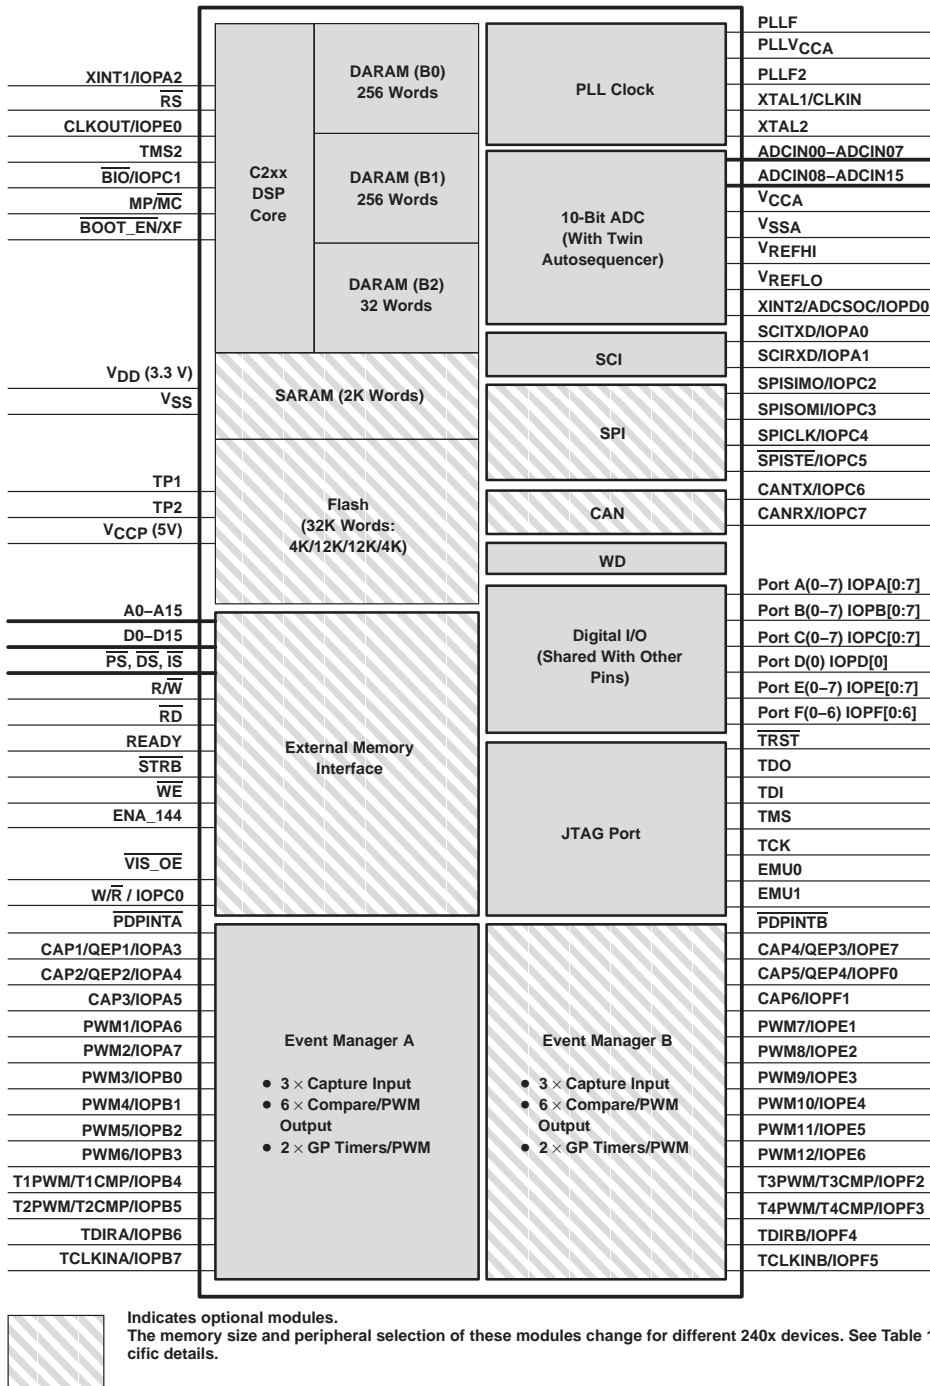 XINT1/IOPA2
RS
CLKOUT/IOPE0
TMS2
BIO/IOPC1
MP/MC
BOOT_EN/XF
VDD (3.3 V)
VSS
TP1
TP2
VCCP (5V)
A0–A15
D0–D15
PS, DS, IS
R/W
RD
READY
STRB
WE
ENA_144
VIS_OE
W/R / IOPC0
PDPINTA
CAP1/QEP1/IOPA3
CAP2/QEP2/IOPA4
CAP3/IOPA5
PWM1/IOPA6
PWM2/IOPA7
PWM3/IOPB0
PWM4/IOPB1
PWM5/IOPB2
PWM6/IOPB3
T1PWM/T1CMP/IOPB4
T2PWM/T2CMP/IOPB5
TDIRA/IOPB6
TCLKINA/IOPB7
C2xx
DSP
Core
DARAM (B0)
256 Words
DARAM (B1)
256 Words
DARAM (B2)
32 Words
SARAM (2K Words)
Flash
(32K Words:
4K/12K/12K/4K)
External Memory
Interface
Event Manager A
● 3 × Capture Input
● 6 × Compare/PWM
Output
● 2 × GP Timers/PWM
PLL Clock
10-Bit ADC
(With Twin
Autosequencer)
SCI
SPI
CAN
WD
Digital I/O
(Shared With Other
Pins)
JTAG Port
Event Manager B
● 3 × Capture Input
● 6 × Compare/PWM
Output
● 2 × GP Timers/PWM
PLLF
PLLVCCA
PLLF2
XTAL1/CLKIN
XTAL2
ADCIN00–ADCIN07
ADCIN08–ADCIN15
VCCA
VSSA
VREFHI
VREFLO
XINT2/ADCSOC/IOPD0
SCITXD/IOPA0
SCIRXD/IOPA1
SPISIMO/IOPC2
SPISOMI/IOPC3
SPICLK/IOPC4
SPISTE/IOPC5
CANTX/IOPC6
CANRX/IOPC7
Port A(0–7) IOPA[0:7]
Port B(0–7) IOPB[0:7]
Port C(0–7) IOPC[0:7]
Port D(0) IOPD[0]
Port E(0–7) IOPE[0:7]
Port F(0–6) IOPF[0:6]
TRST
TDO
TDI
TMS
TCK
EMU0
EMU1
PDPINTB
CAP4/QEP3/IOPE7
CAP5/QEP4/IOPF0
CAP6/IOPF1
PWM7/IOPE1
PWM8/IOPE2
PWM9/IOPE3
PWM10/IOPE4
PWM11/IOPE5
PWM12/IOPE6
T3PWM/T3CMP/IOPF2
T4PWM/T4CMP/IOPF3
TDIRB/IOPF4
TCLKINB/IOPF5
Indicates optional modules.
The memory size and peripheral selection of these modules change for different 240x devices. See Table
cific details.